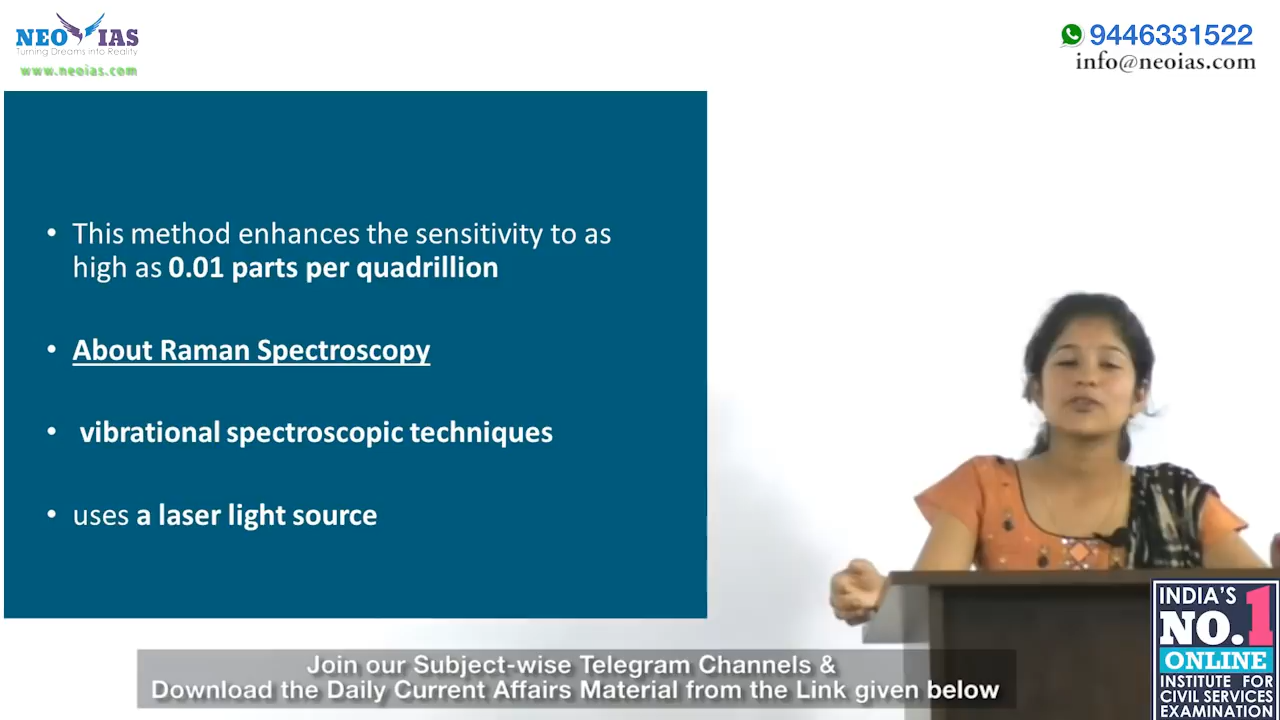 NEO IAS
Turning Dreams into Reality
www.neoias.com
9446331522
info@neoias.com
• This method enhances the sensitivity to as
high as 0.01 parts per quadrillion
• About Raman Spectroscopy
• vibrational spectroscopic techniques
• uses a laser light source
INDIA'S
NO.1
ONLINE
INSTITUTE FOR
CIVIL SERVICES
EXAMINATION
Join our Subject-wise Telegram Channels &
Download the Daily Current Affairs Material from the Link given below